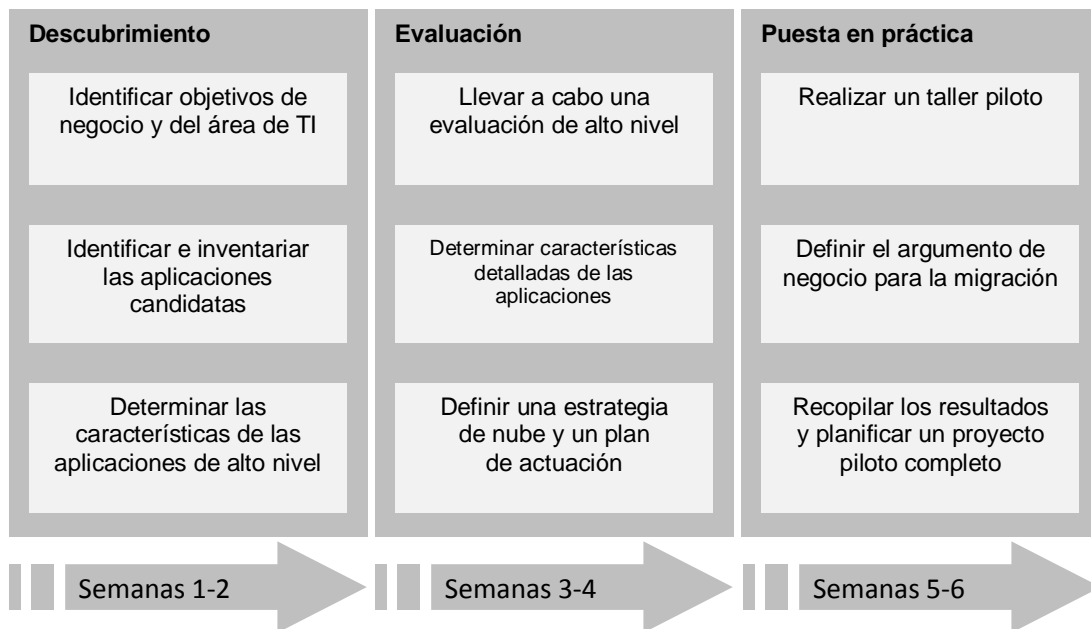 Descubrimiento
Identificar objetivos de
negocio y del área de TI
Identificar e inventariar
las aplicaciones
candidatas
Determinar las
características de las
aplicaciones de alto nivel
Semanas 1-2
Evaluación
Llevar a cabo una
evaluación de alto nivel
Determinar características
detalladas de las
aplicaciones
Definir una estrategia
de nube y un plan
de actuación
Semanas 3-4
Puesta en práctica
Realizar un taller piloto
Definir el argumento de
negocio para la migración
Recopilar los resultados
y planificar un proyecto
piloto completo
Semanas 5-6